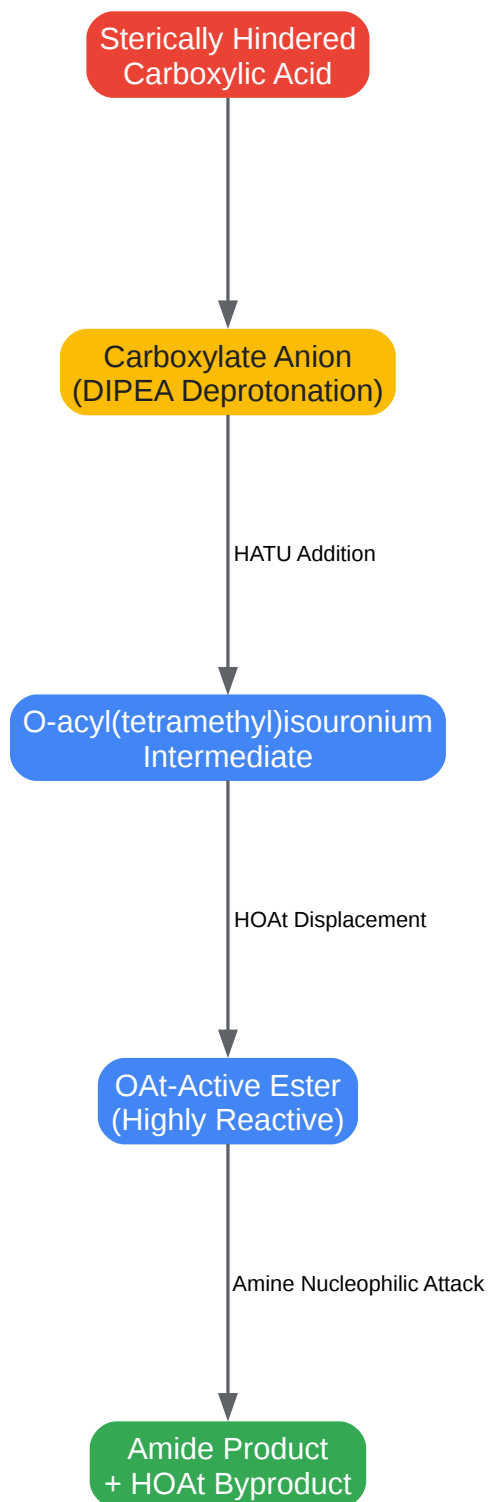 Sterically Hindered
Carboxylic Acid
Carboxylate Anion
(DIPEA Deprotonation)
HATU Addition
O-acyl(tetramethyl)isouronium
Intermediate
HOAt Displacement
OAt-Active Ester
(Highly Reactive)
Amine Nucleophilic Attack
Amide Product
+ HOAt Byproduct